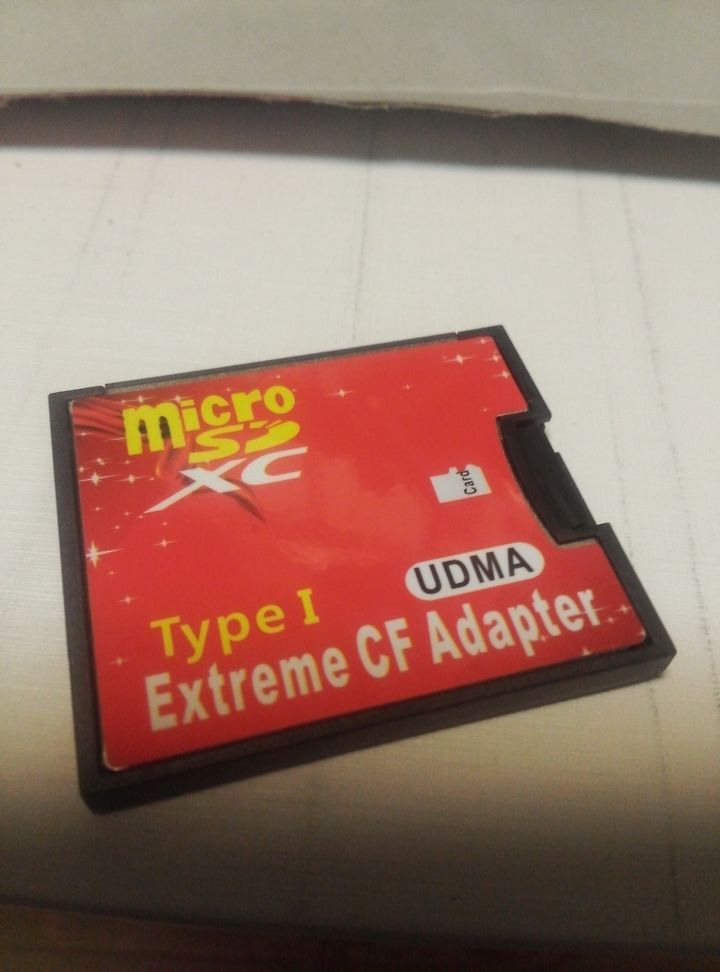 micro
SD
XC
Card
UDMA
Type I
Extreme CF Adapter